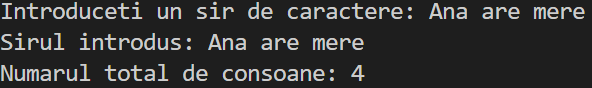 Introduceti un sir de caractere: Ana are mere
Sirul introdus: Ana are mere
Numarul total de consoane: 4